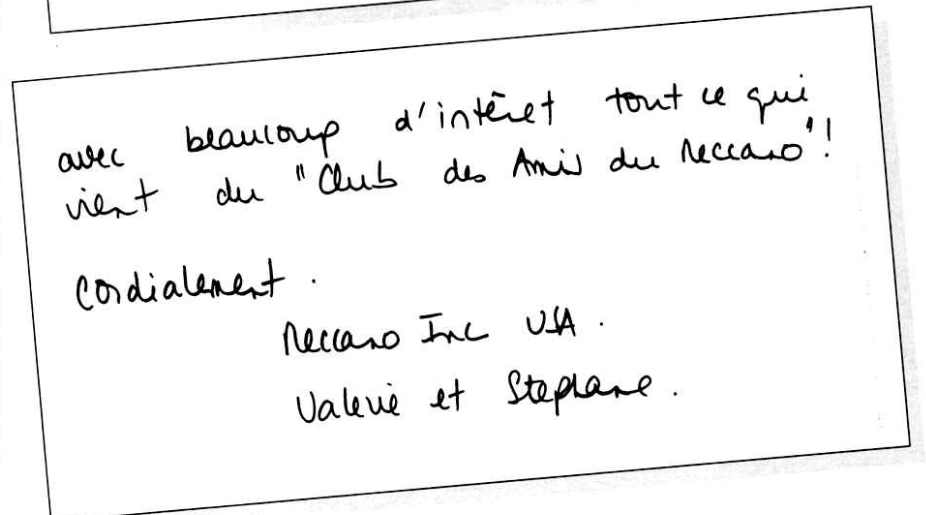 avec beaucoup d'intêret tout ce qui
vient du "Club des Amis du Meccano"!
Cordialement.
Meccano Inc USA.
Valerie et Stephane.